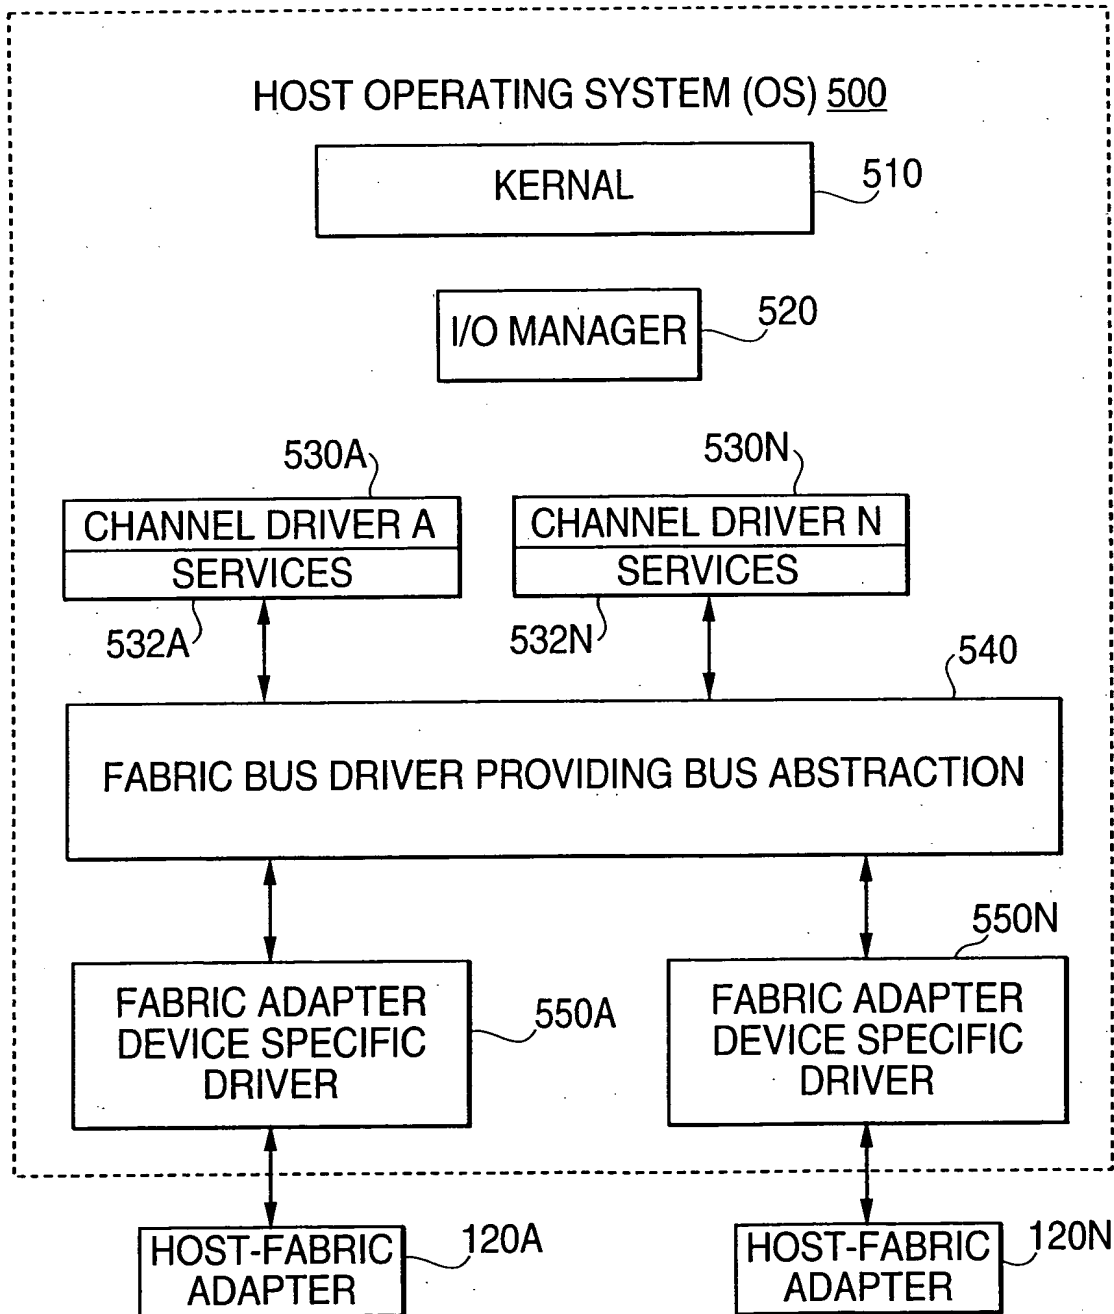 HOST OPERATING SYSTEM (OS) 500
KERNAL
510
I/O MANAGER
520
530A
530N
CHANNEL DRIVER A
SERVICES
CHANNEL DRIVER N
SERVICES
532A
532N
540
FABRIC BUS DRIVER PROVIDING BUS ABSTRACTION
550N
FABRIC ADAPTER
DEVICE SPECIFIC
DRIVER
550A
FABRIC ADAPTER
DEVICE SPECIFIC
DRIVER
HOST-FABRIC
ADAPTER
120A
HOST-FABRIC
ADAPTER
120N